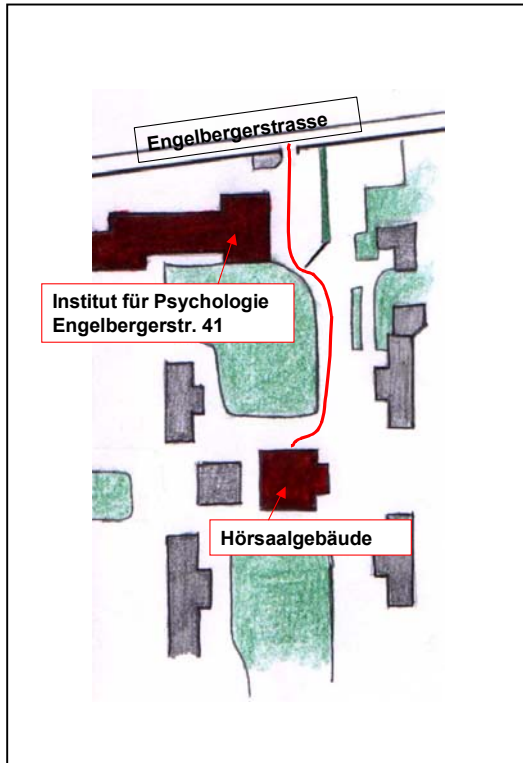 Engelbergerstrasse
Institut für Psychologie
Engelbergerstr. 41
Hörsaalgebäude